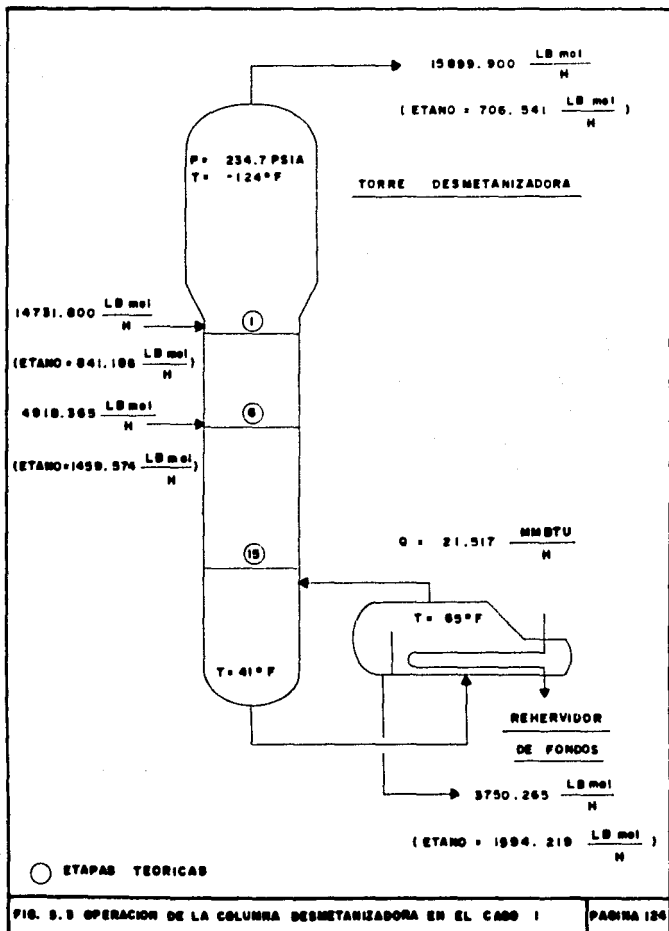 15899.900 LB mol
H
(ETANO = 706.541 LB mol
H )
P= 234.7 PSIA
T= -124°F
TORRE DESMETANIZADORA
14731.800 LB mol
H
1
(ETANO=841.186 LB mol
H )
4918.365 LB mol
H
6
(ETANO=1459.574 LB mol
H )
15
Q = 21.517 MMBTU
H
T= 65°F
T=41°F
REHERVIDOR
DE FONDOS
3750.265 LB mol
H
(ETANO = 1594.219 LB mol
H )
ETAPAS TEORICAS
FIG. 5.3 OPERACION DE LA COLUMNA DESMETANIZADORA EN EL CASO I
PAGINA 124